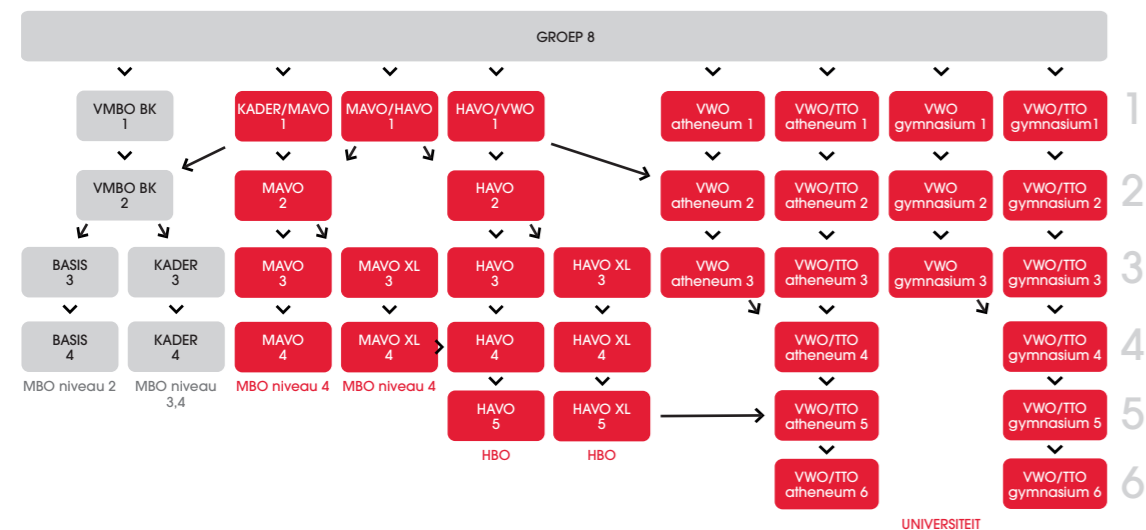 GROEP 8
VMBO BK
1
KADER/MAVO
1
MAVO/HAVO
1
HAVO/VWO
1
VWO
atheneum 1
VWO/TTO
atheneum 1
VWO
gymnasium 1
VWO/TTO
gymnasium1
1
VMBO BK
2
MAVO
2
HAVO
2
VWO
atheneum 2
VWO/TTO
atheneum 2
VWO
gymnasium 2
VWO/TTO
gymnasium 2
2
BASIS
3
KADER
3
MAVO
3
MAVO XL
3
HAVO
3
HAVO XL
3
VWO
atheneum 3
VWO/TTO
atheneum 3
VWO
gymnasium 3
VWO/TTO
gymnasium 3
3
BASIS
4
KADER
4
MAVO
4
MAVO XL
4
HAVO
4
HAVO XL
4
VWO/TTO
atheneum 4
VWO/TTO
gymnasium 4
4
MBO niveau 2
MBO niveau
3,4
MBO niveau 4
MBO niveau 4
HAVO
5
HAVO XL
5
VWO/TTO
atheneum 5
VWO/TTO
gymnasium 5
5
HBO
HBO
VWO/TTO
atheneum 6
VWO/TTO
gymnasium 6
6
UNIVERSITEIT